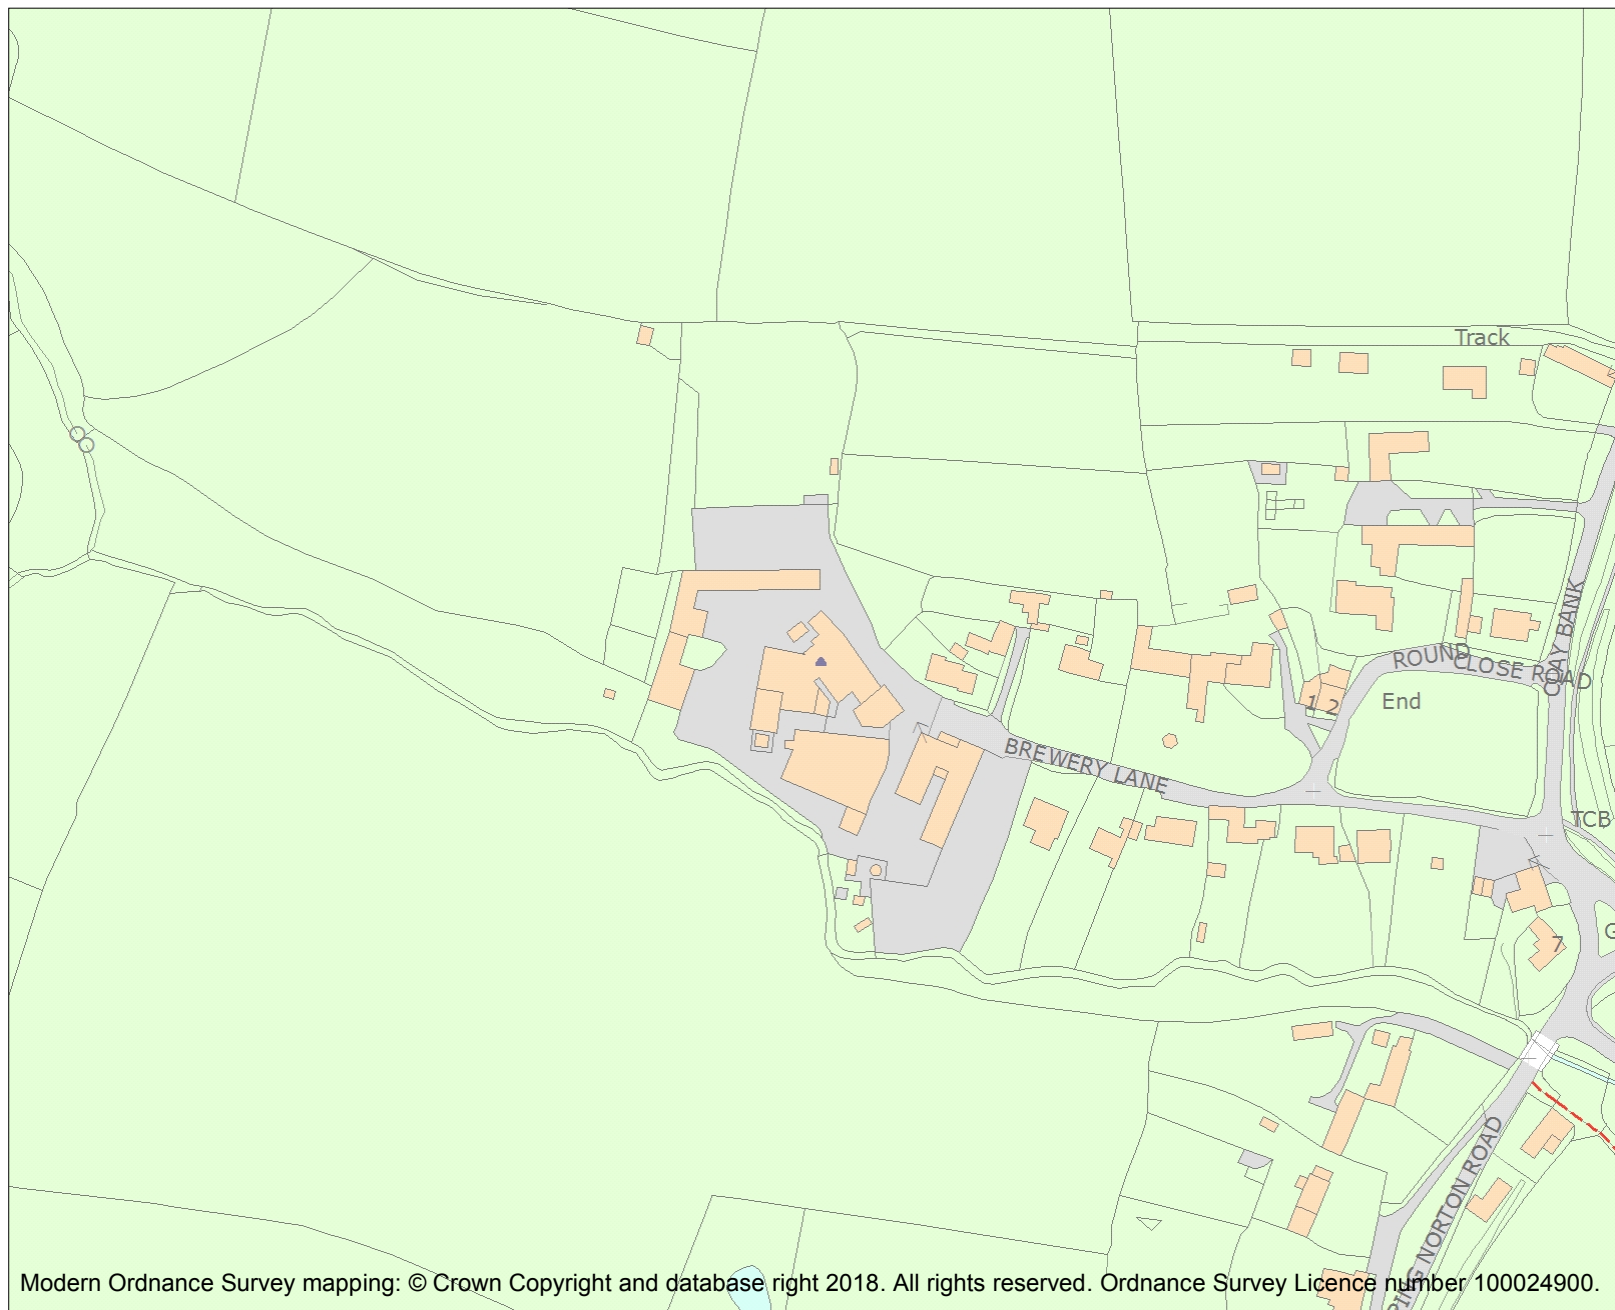 Track
CLAY BANK
ROUND CLOSE ROAD
End
1 2
BREWERY LANE
TCB
7
G
PING NORTON ROAD
Modern Ordnance Survey mapping: © Crown Copyright and database right 2018. All rights reserved. Ordnance Survey Licence number 100024900.